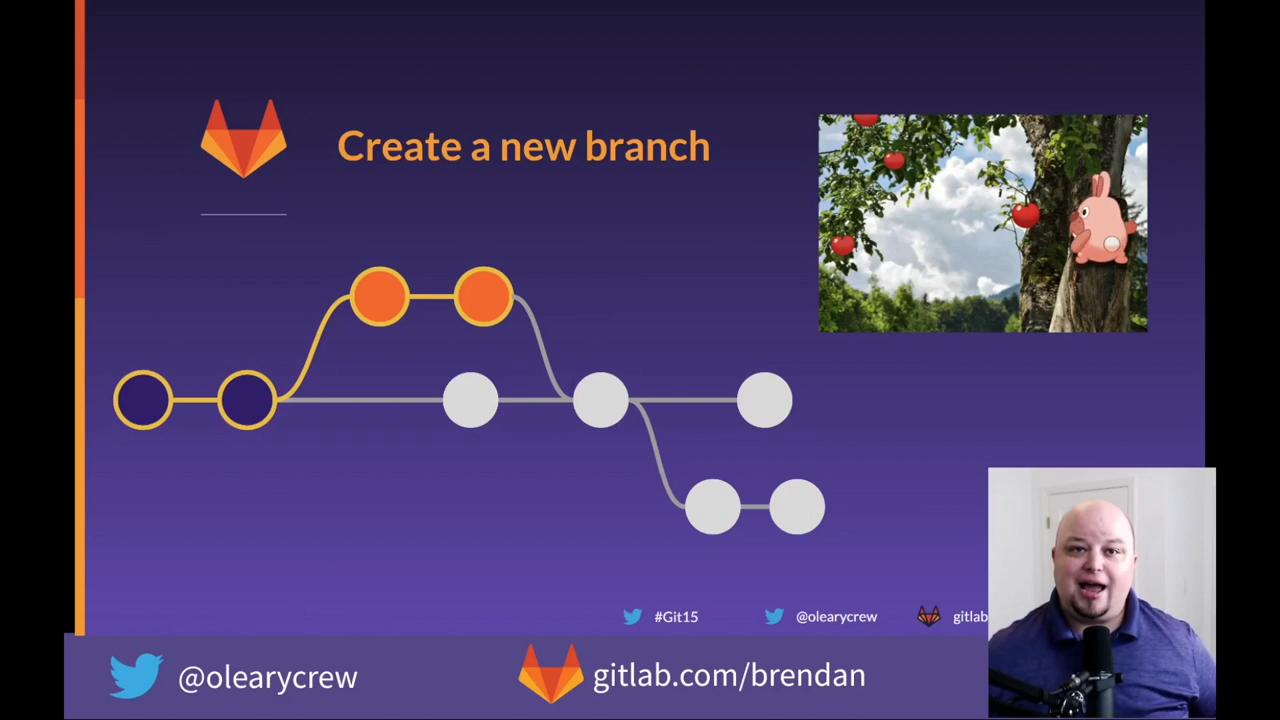 Create a new branch
#Git15
@olearycrew
gitlab
@olearycrew
gitlab.com/brendan